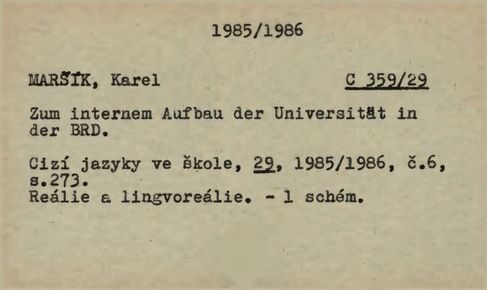 1985/1986
MARŠÍK, Karel C 359/29
Zum internem Aufbau der Universität in
der BRD.
Cizí jazyky ve škole, 29, 1985/1986, č.6,
s.273.
Reálie a lingvoreálie. - 1 schém.